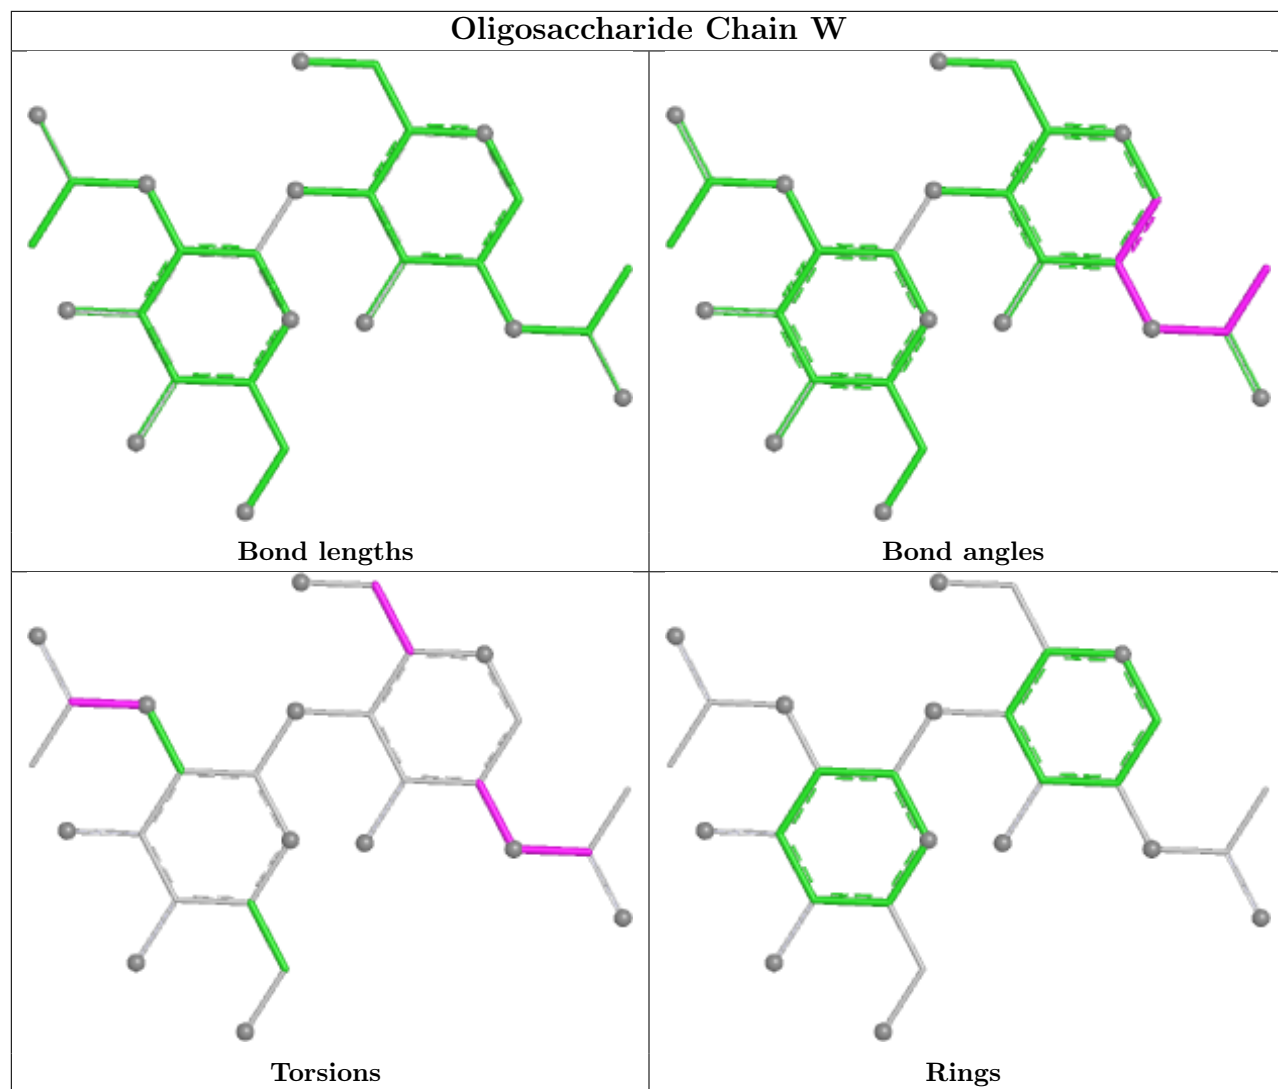 Oligosaccharide Chain W
Bond lengths
Bond angles
Torsions
Rings